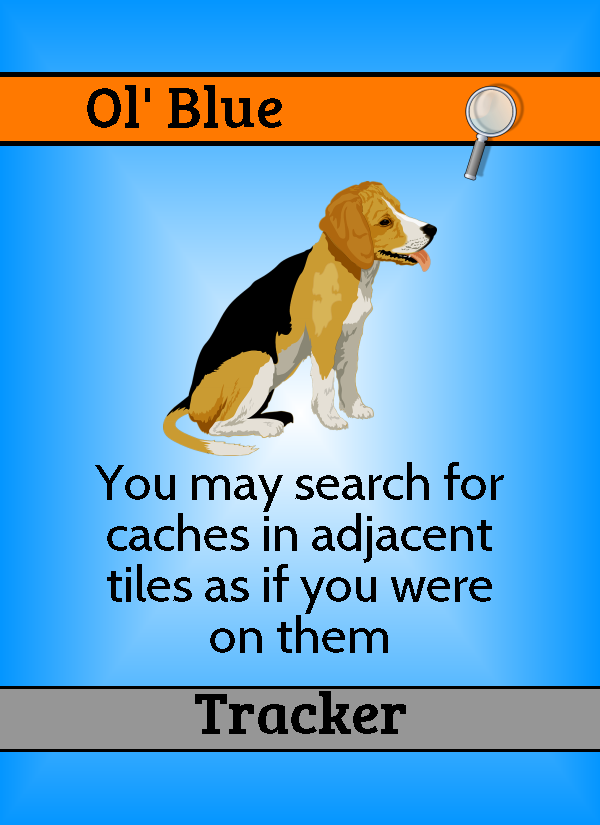 Ol' Blue
You may search for
caches in adjacent
tiles as if you were
on them
Tracker